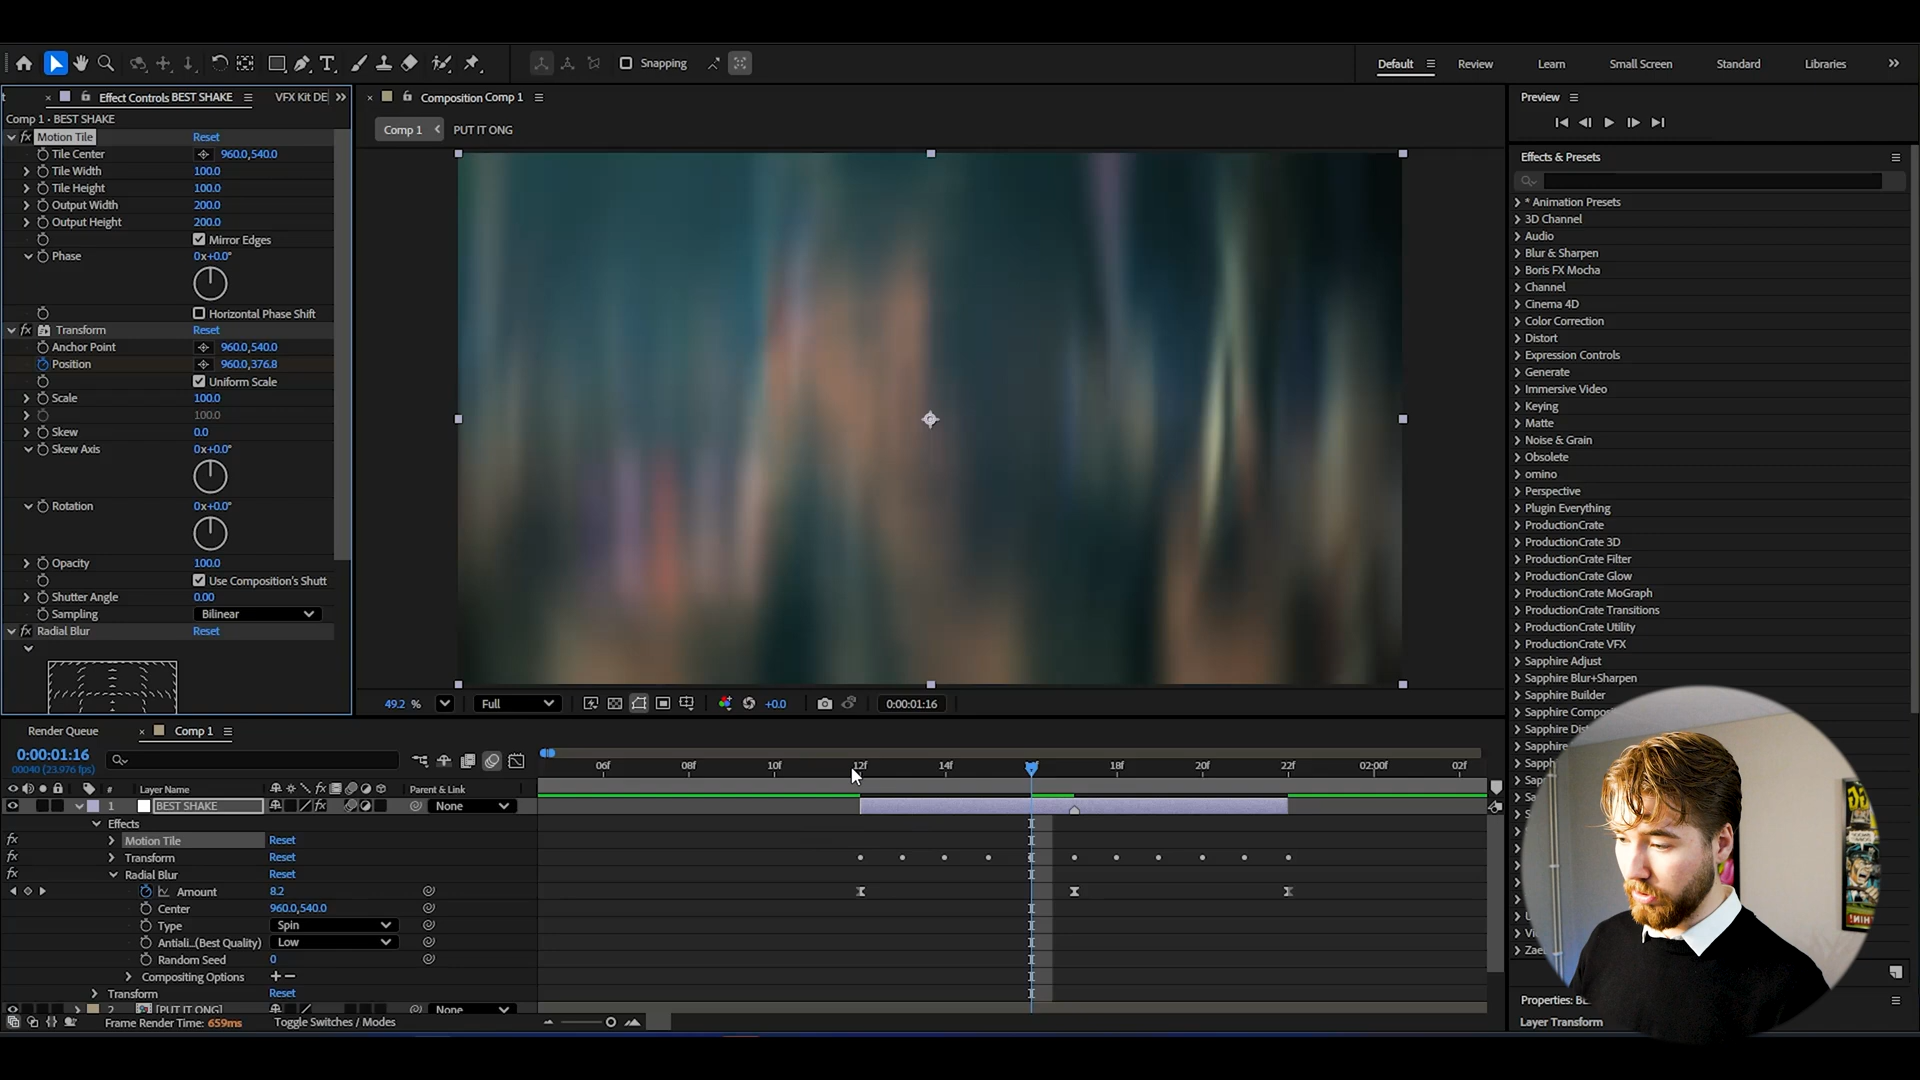 Snapping
Default
Review
Learn
Small Screen
Standard
Libraries
Effect Controls BEST SHAKE
VFX Kit DE
Comp 1 • BEST SHAKE
Motion Tile Reset
Tile Center 960.0,540.0
Tile Width 100.0
Tile Height 100.0
Output Width 200.0
Output Height 200.0
Mirror Edges
Phase 0x+0.0°
Horizontal Phase Shift
Transform Reset
Anchor Point 960.0,540.0
Position 960.0,376.8
Uniform Scale
Scale 100.0
100.0
Skew 0.0
Skew Axis 0x+0.0°
Rotation 0x+0.0°
Opacity 100.0
Use Composition's Shutt
Shutter Angle 0.00
Sampling Bilinear
Radial Blur Reset
Composition Comp 1
Comp 1
PUT IT ONG
49.2 %
Full
+0.0
0:00:01:16
Preview
Effects & Presets
* Animation Presets
3D Channel
Audio
Blur & Sharpen
Boris FX Mocha
Channel
Cinema 4D
Color Correction
Distort
Expression Controls
Generate
Immersive Video
Keying
Matte
Noise & Grain
Obsolete
omino
Perspective
Plugin Everything
ProductionCrate
ProductionCrate 3D
ProductionCrate Filter
ProductionCrate Glow
ProductionCrate MoGraph
ProductionCrate Transitions
ProductionCrate Utility
ProductionCrate VFX
Sapphire Adjust
Sapphire Blur+Sharpen
Sapphire Builder
Sapphire Compos
Sapphire Dist
Sapphire
Properties: BE
Layer Transform
Render Queue
Comp 1
0:00:01:16
00040 (23.976 fps)
06f 08f 10f 12f 14f 18f 20f 22f 02:00f 02f
# Layer Name
Parent & Link
1 BEST SHAKE None
Effects
Motion Tile Reset
Transform Reset
Radial Blur Reset
Amount 8.2
Center 960.0,540.0
Type Spin
Antiali...(Best Quality) Low
Random Seed 0
Compositing Options + −
Transform Reset
2 [PUT IT ONG] None
Frame Render Time: 659ms
Toggle Switches / Modes